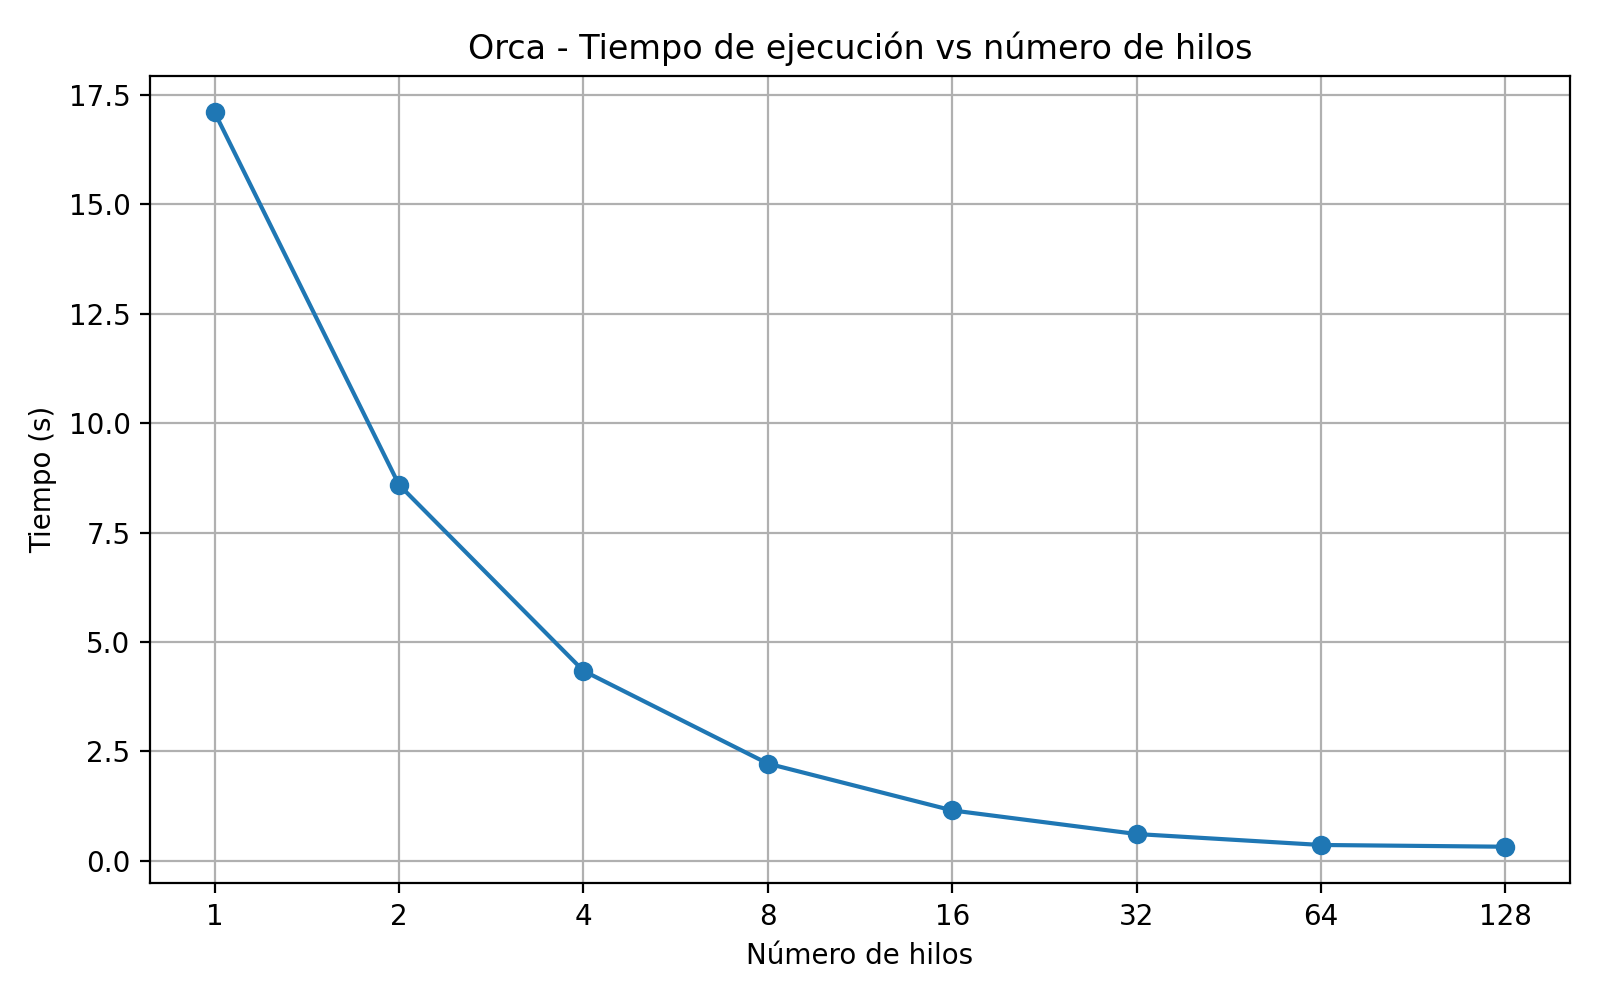 Orca - Tiempo de ejecución vs número de hilos
Tiempo (s)
17.5
15.0
12.5
10.0
7.5
5.0
2.5
0.0
1 2 4 8 16 32 64 128
Número de hilos